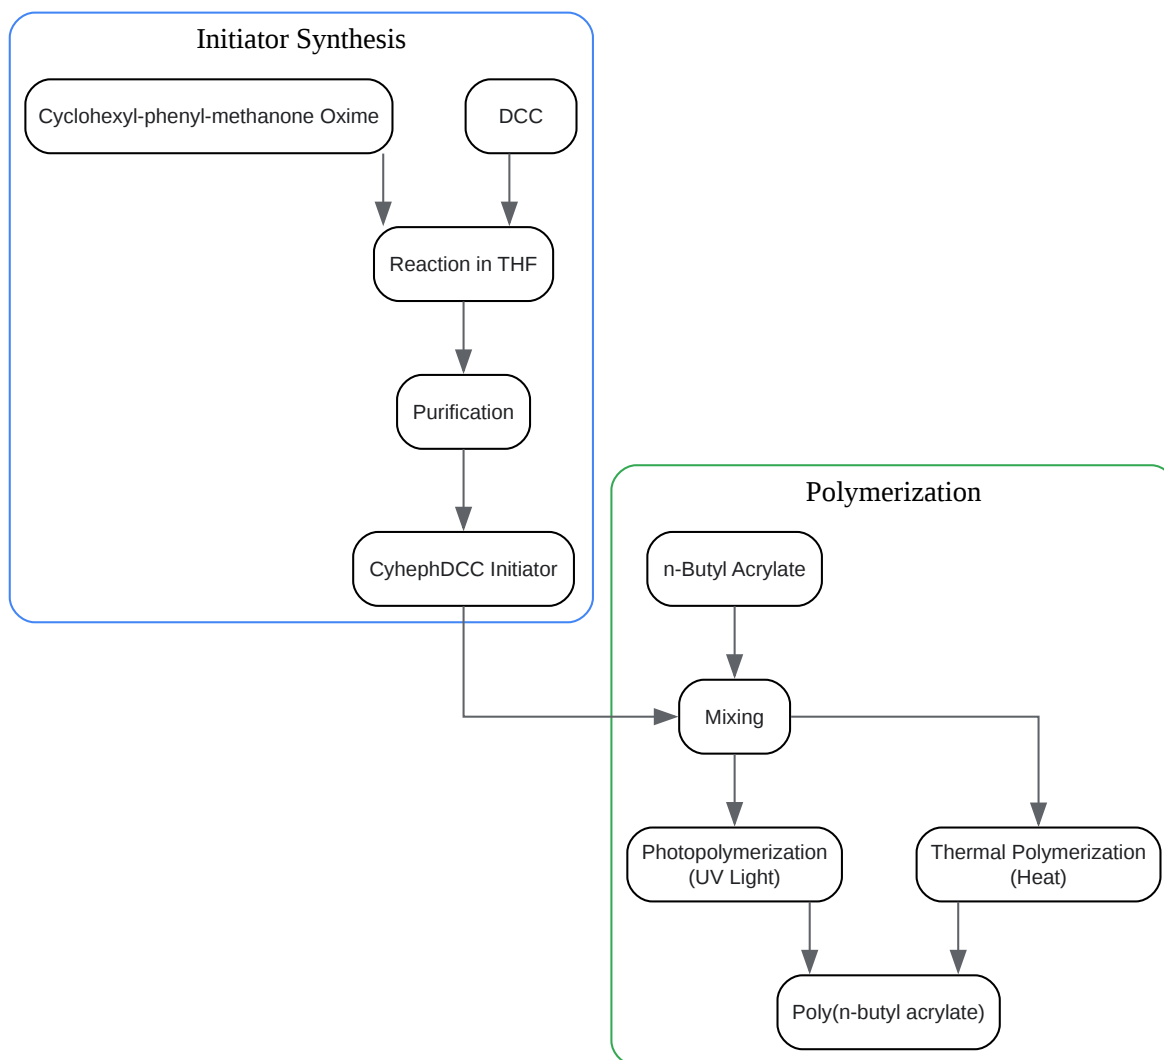 Initiator Synthesis
Cyclohexyl-phenyl-methanone Oxime
DCC
Reaction in THF
Purification
CyhephDCC Initiator
Polymerization
n-Butyl Acrylate
Mixing
Photopolymerization
(UV Light)
Thermal Polymerization
(Heat)
Poly(n-butyl acrylate)